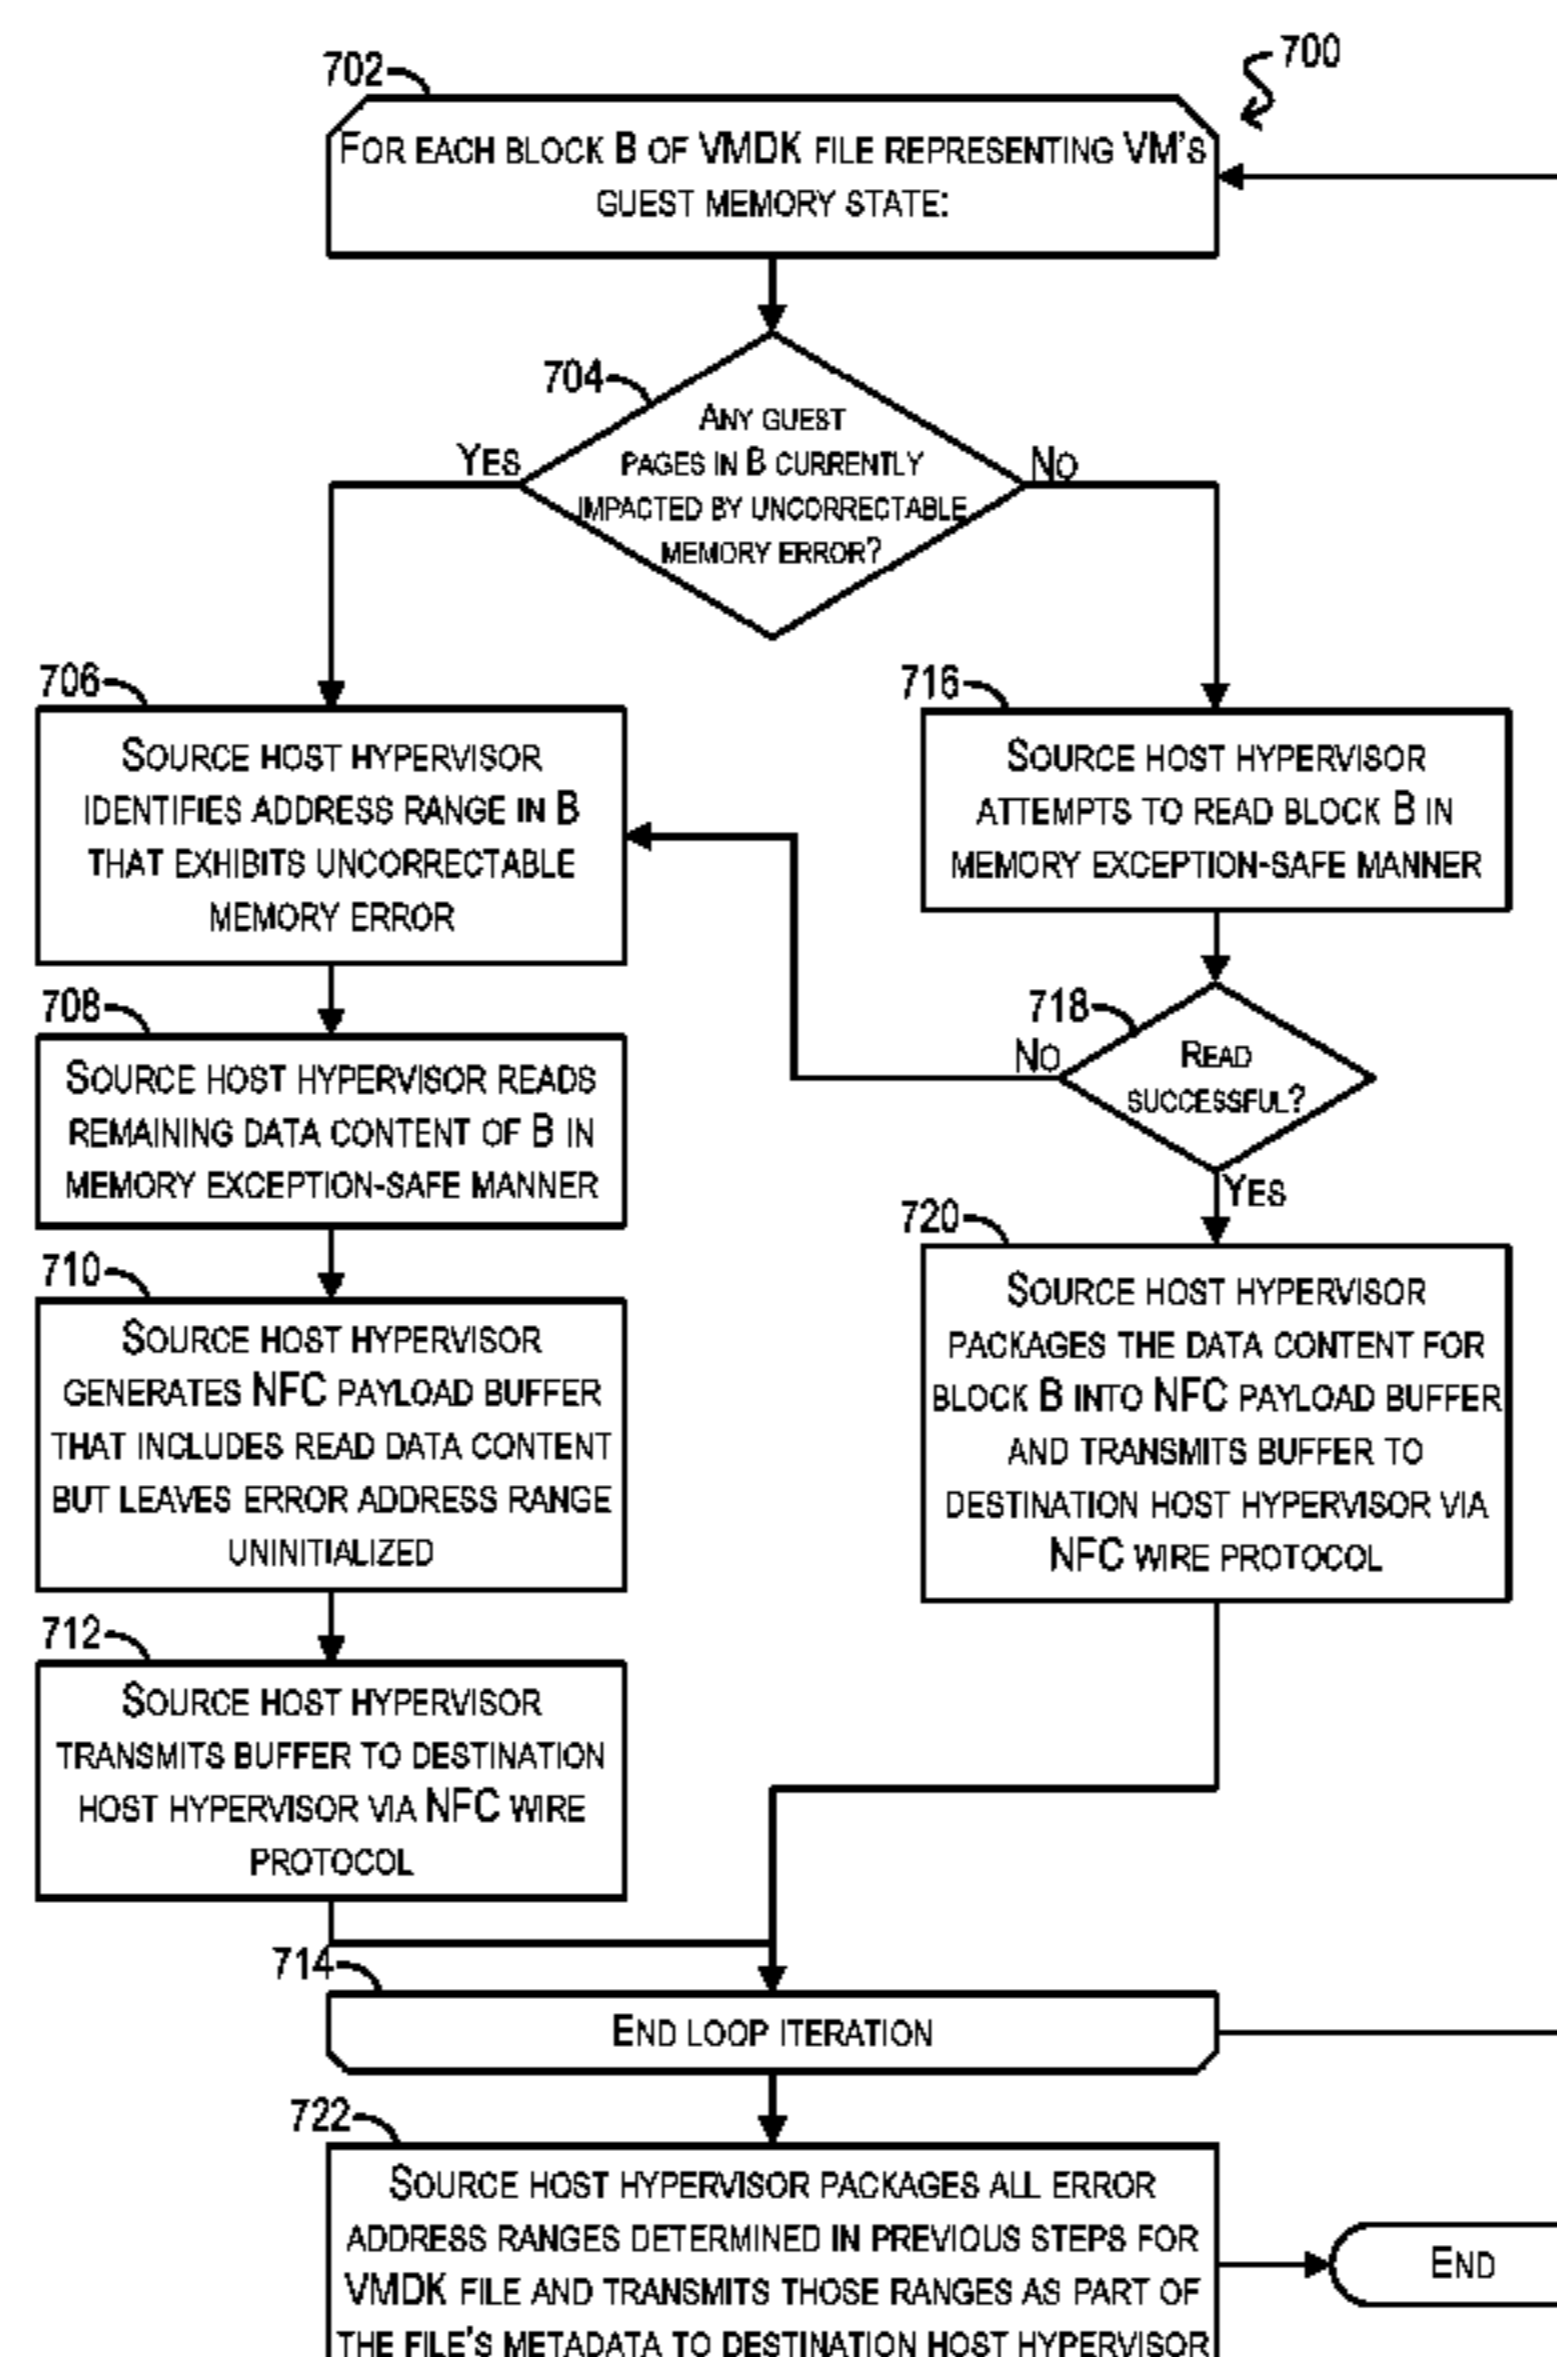 700
702
FOR EACH BLOCK B OF VMDK FILE REPRESENTING VM'S
GUEST MEMORY STATE:
704
ANY GUEST
PAGES IN B CURRENTLY
IMPACTED BY UNCORRECTABLE
MEMORY ERROR?
YES
NO
706
SOURCE HOST HYPERVISOR
IDENTIFIES ADDRESS RANGE IN B
THAT EXHIBITS UNCORRECTABLE
MEMORY ERROR
708
SOURCE HOST HYPERVISOR READS
REMAINING DATA CONTENT OF B IN
MEMORY EXCEPTION-SAFE MANNER
710
SOURCE HOST HYPERVISOR
GENERATES NFC PAYLOAD BUFFER
THAT INCLUDES READ DATA CONTENT
BUT LEAVES ERROR ADDRESS RANGE
UNINITIALIZED
712
SOURCE HOST HYPERVISOR
TRANSMITS BUFFER TO DESTINATION
HOST HYPERVISOR VIA NFC WIRE
PROTOCOL
716
SOURCE HOST HYPERVISOR
ATTEMPTS TO READ BLOCK B IN
MEMORY EXCEPTION-SAFE MANNER
718
READ
SUCCESSFUL?
NO
YES
720
SOURCE HOST HYPERVISOR
PACKAGES THE DATA CONTENT FOR
BLOCK B INTO NFC PAYLOAD BUFFER
AND TRANSMITS BUFFER TO
DESTINATION HOST HYPERVISOR VIA
NFC WIRE PROTOCOL
714
END LOOP ITERATION
722
SOURCE HOST HYPERVISOR PACKAGES ALL ERROR
ADDRESS RANGES DETERMINED IN PREVIOUS STEPS FOR
VMDK FILE AND TRANSMITS THOSE RANGES AS PART OF
THE FILE'S METADATA TO DESTINATION HOST HYPERVISOR
END